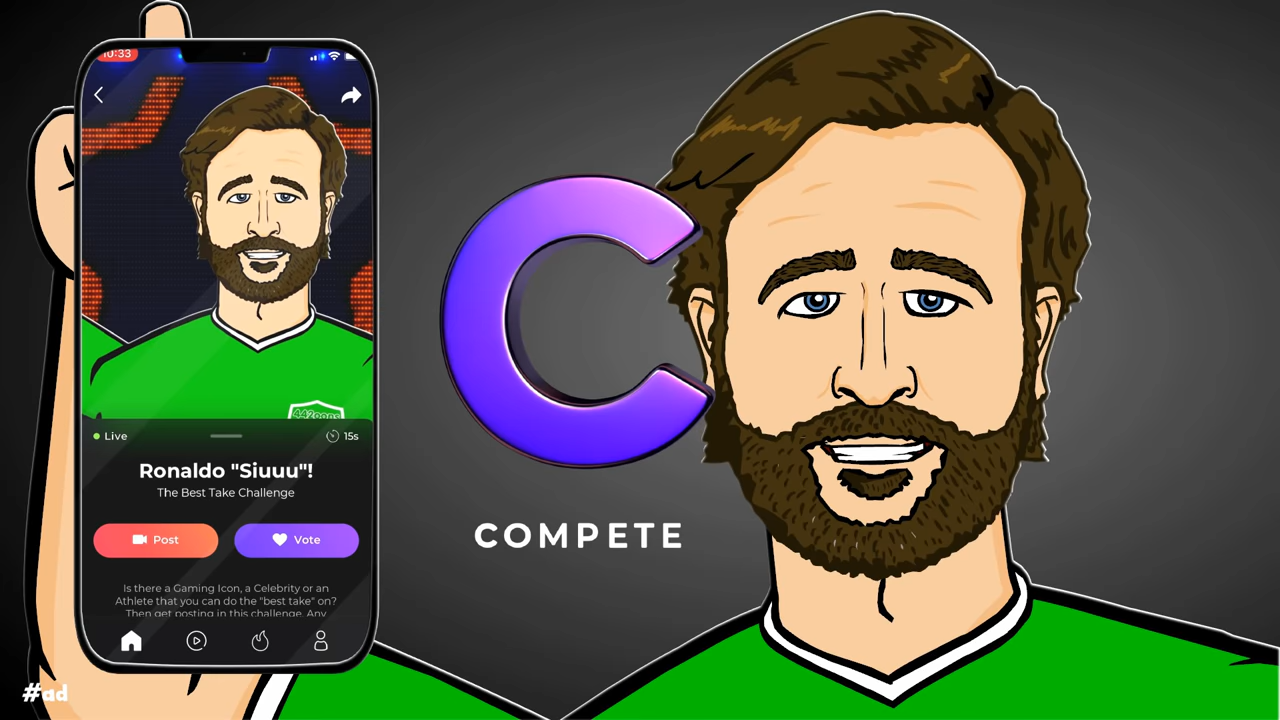 10:33
442oons
Live
15s
Ronaldo "Siuuu"!
The Best Take Challenge
Post
Vote
Is there a Gaming Icon, a Celebrity or an
Athlete that you can do the "best take" on?
Then get posting in this challenge. Any
COMPETE
#ad